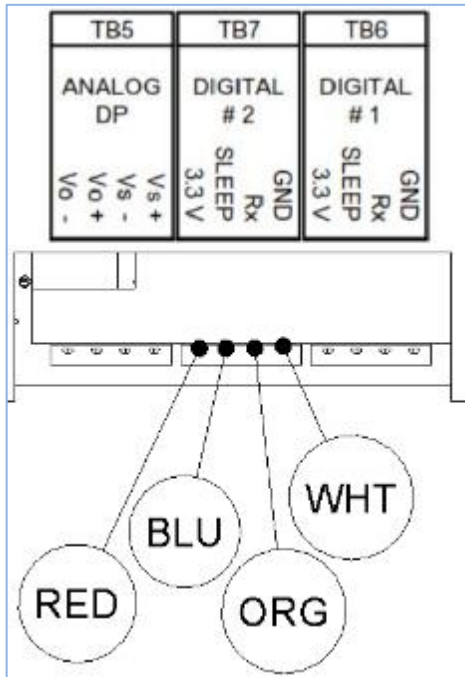 TB5
TB7
TB6
ANALOG
DP
DIGITAL
# 2
DIGITAL
# 1
Vo -
Vo +
Vs -
Vs +
3.3 V
SLEEP
Rx
GND
3.3 V
SLEEP
Rx
GND
WHT
BLU
RED
ORG